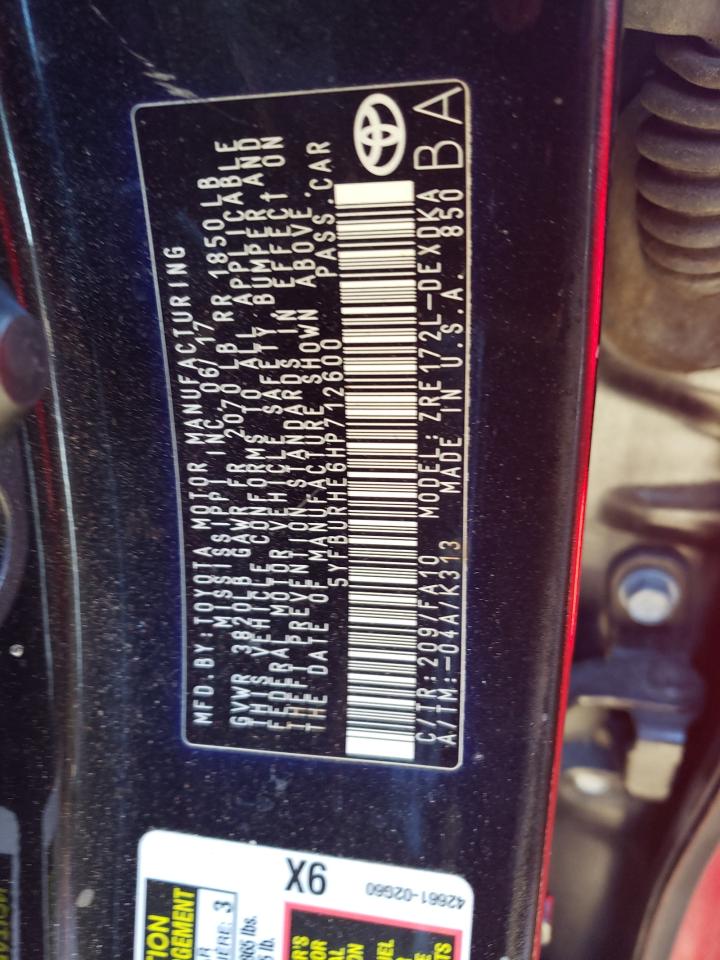 MFD.BY:TOYOTA MOTOR MANUFACTURING
MISSISSIPPI INC. 06/17
GVWR 3820LB GAWR FR 2070 LB RR 1850LB
THIS VEHICLE CONFORMS TO ALL APPLICABLE
FEDERAL MOTOR VEHICLE SAFETY BUMPER AND
THEFT PREVENTION STANDARDS IN EFFECT ON
THE DATE OF MANUFACTURE SHOWN ABOVE.
5YFBURHE6HP712600 PASS.CAR
C/TR:209/FA10 MODEL: ZRE172L-DEXDKA
A/TM:-04A/K313 MADE IN U.S.A. 850
BA
9X
42661-02G60